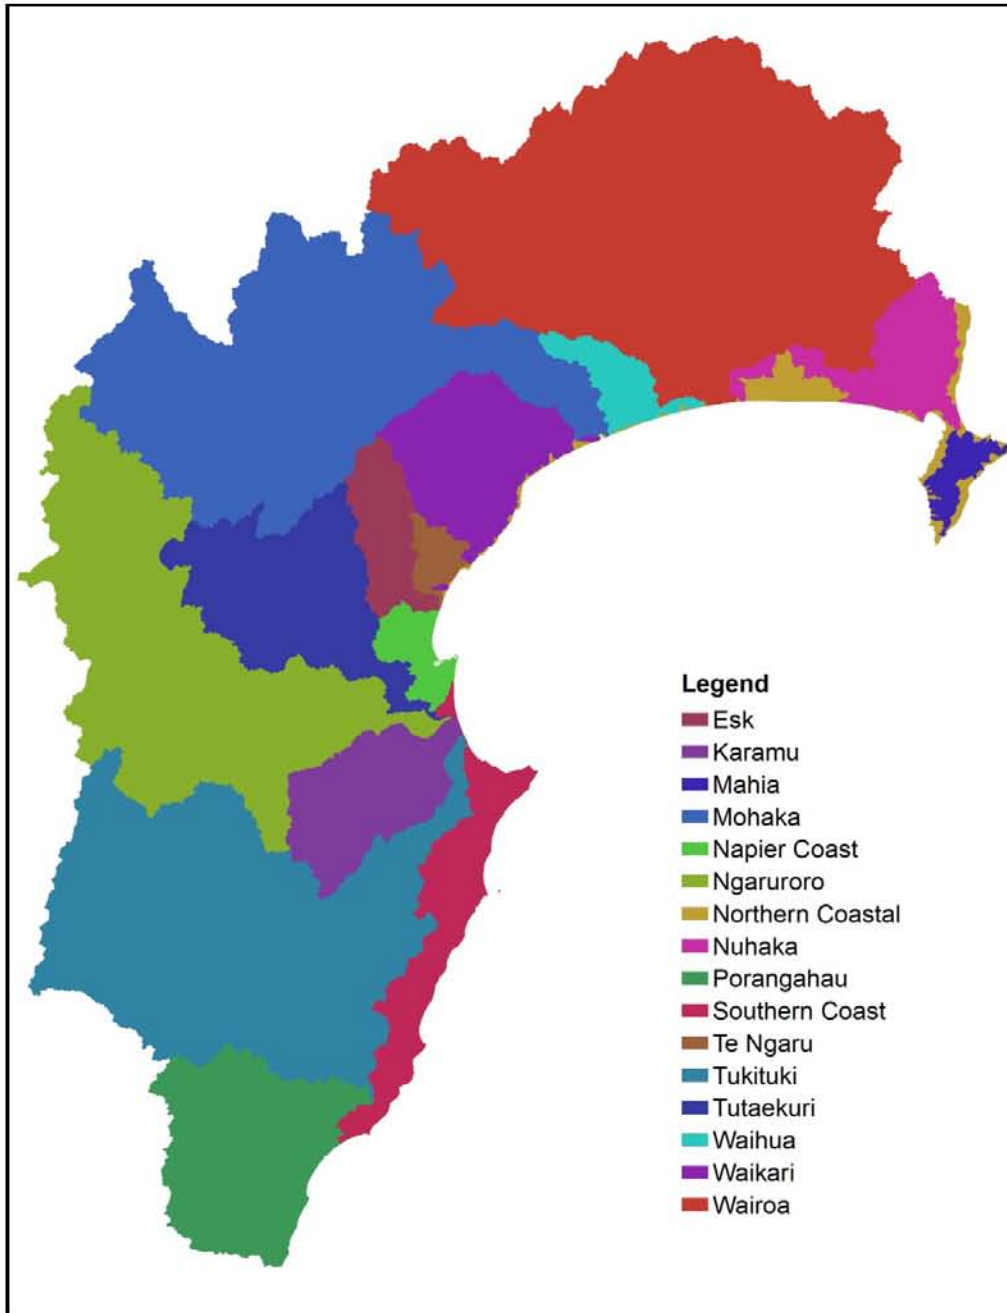 Legend
Esk
Karamu
Mahia
Mohaka
Napier Coast
Ngaruroro
Northern Coastal
Nuhaka
Porangahau
Southern Coast
Te Ngaru
Tukituki
Tutaekuri
Waihua
Waikari
Wairoa